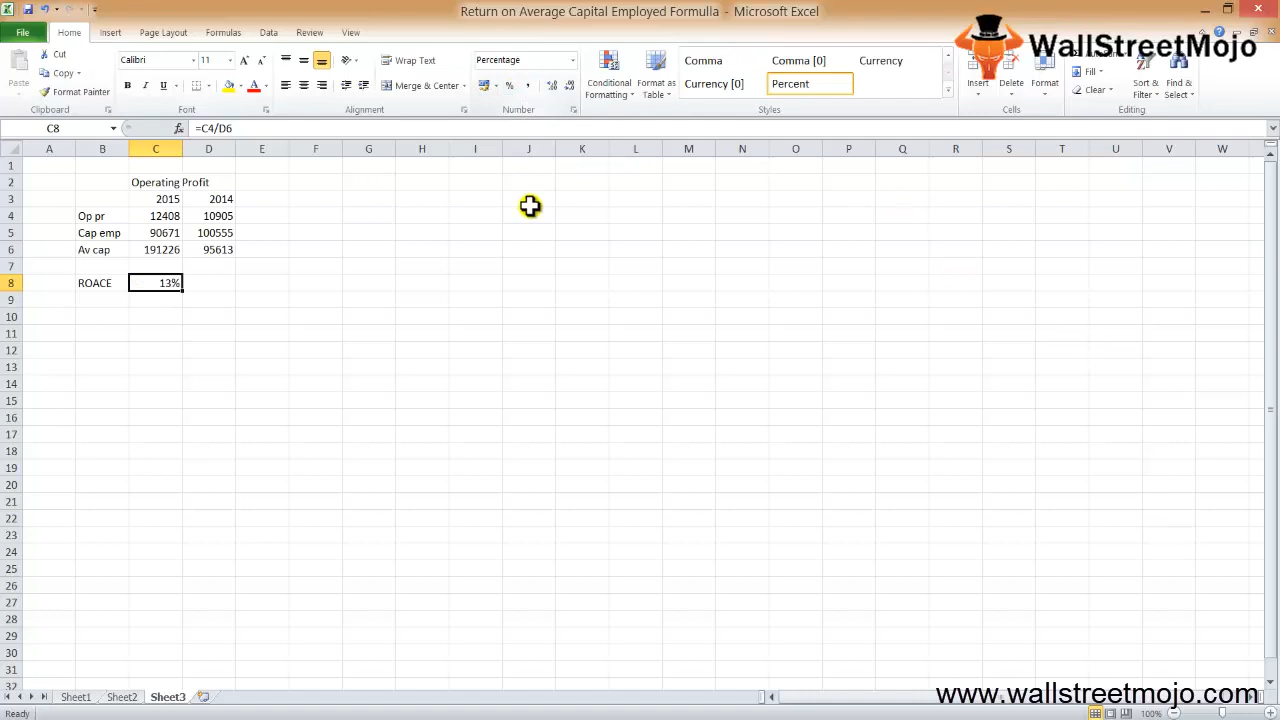 Return on Average Capital Employed Formulla - Microsoft Excel
WallStreetMojo
File Home Insert Page Layout Formulas Data Review View
Paste
Cut
Copy
Format Painter
Calibri 11
B I U A
Wrap Text
Merge & Center
Percentage
%
Conditional Formatting
Format as Table
Comma Comma [0] Currency
Currency [0] Percent
Insert Delete Format
Fill
Clear
Sort & Filter
Find & Select
Clipboard Font Alignment Number Styles Cells Editing
C8 fx =C4/D6
A B C D E F G H I J K L M N O P Q R S T U V W
1
2 Operating Profit
3 2015 2014
4 Op pr 12408 10905
5 Cap emp 90671 100555
6 Av cap 191226 95613
7
8 ROACE 13%
9
10
11
12
13
14
15
16
17
18
19
20
21
22
23
24
25
26
27
28
29
30
31
32
Sheet1 Sheet2 Sheet3
www.wallstreetmojo.com
Ready 100%